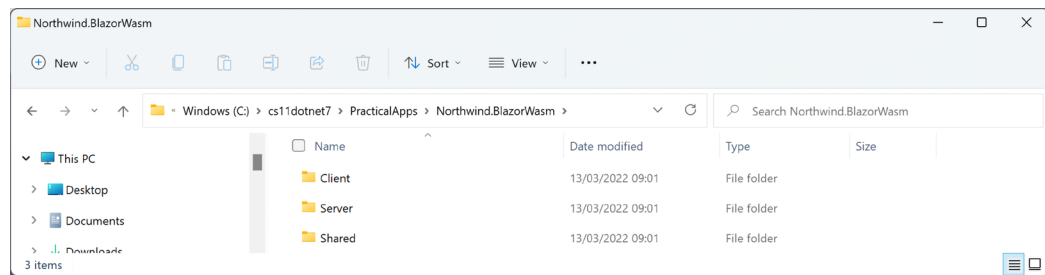 Northwind.BlazorWasm
New Sort View ...
« Windows (C:) > cs11dotnet7 > PracticalApps > Northwind.BlazorWasm > Search Northwind.BlazorWasm
Name Date modified Type Size
This PC
Client 13/03/2022 09:01 File folder
Desktop
Server 13/03/2022 09:01 File folder
Documents
Shared 13/03/2022 09:01 File folder
Downloads
3 items